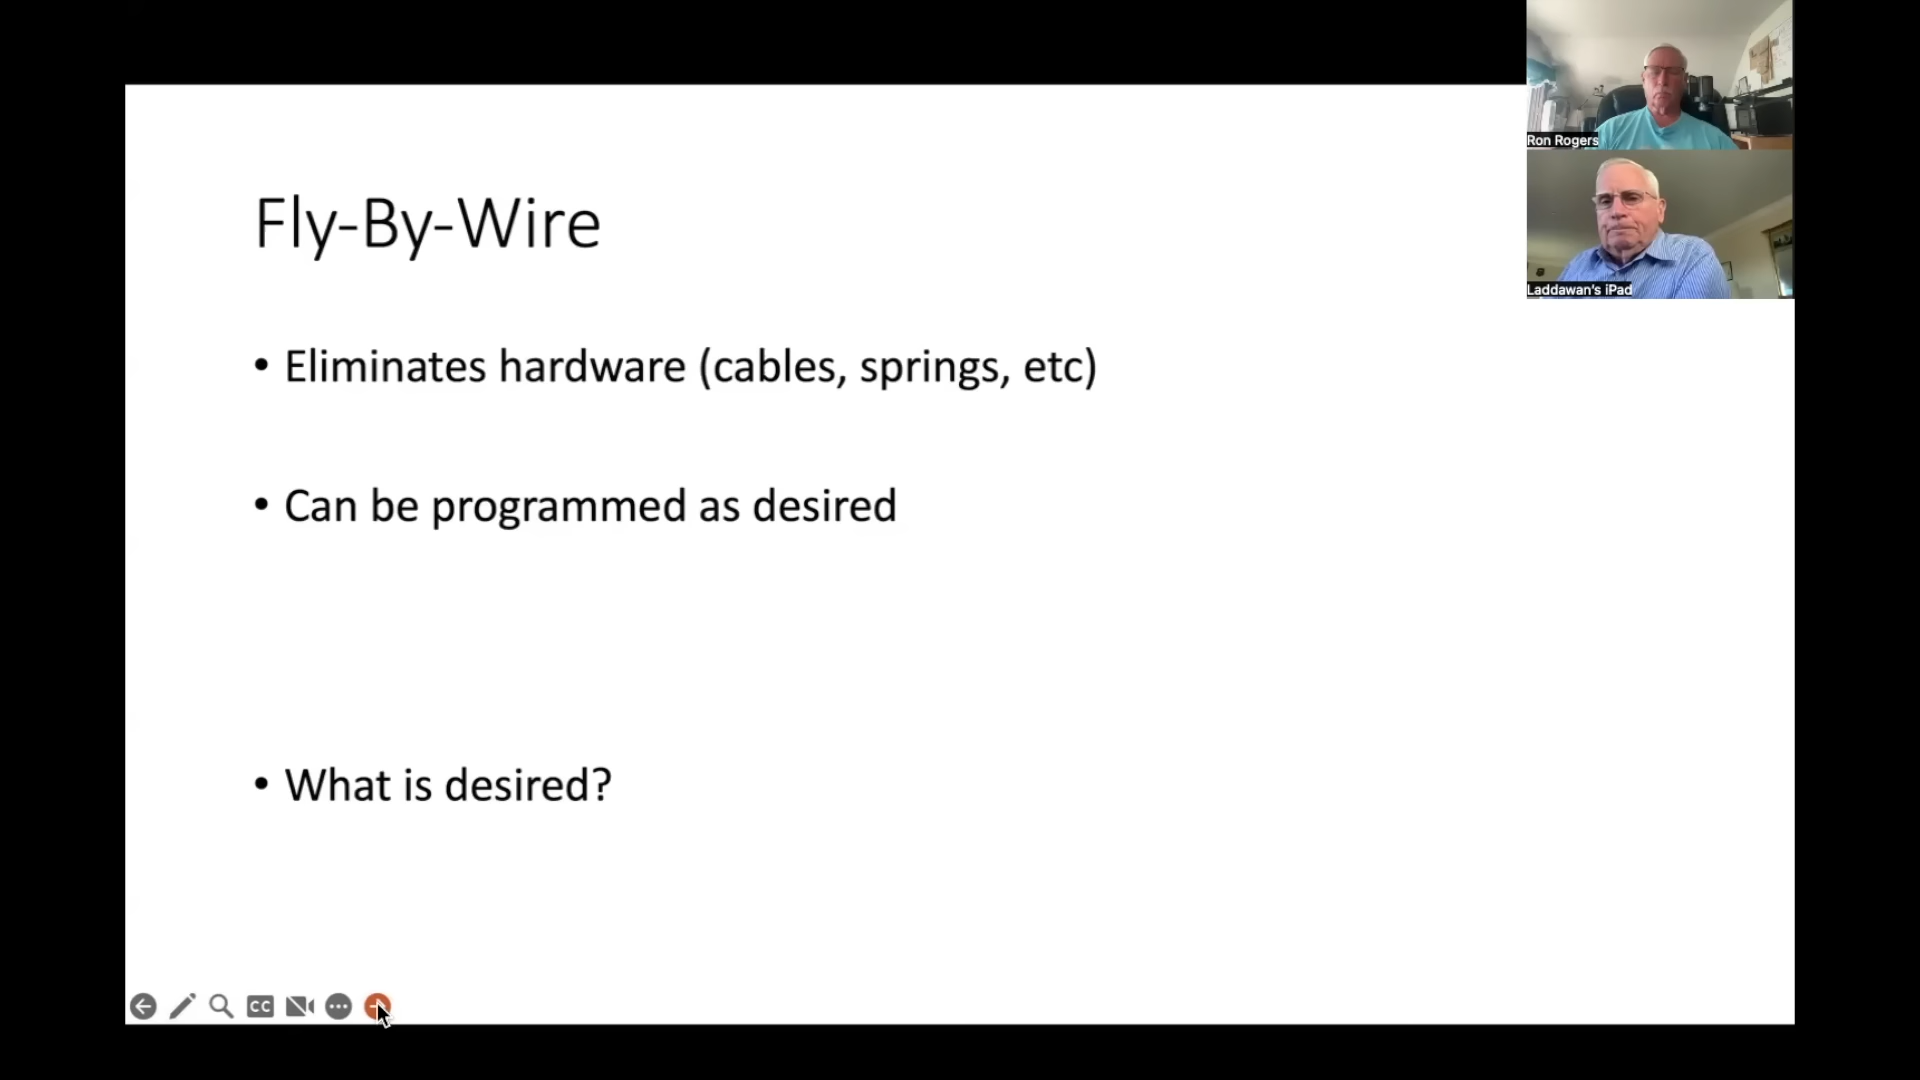 Ron Rogers
Laddawan's iPad
Fly-By-Wire
• Eliminates hardware (cables, springs, etc)
• Can be programmed as desired
• What is desired?
CC